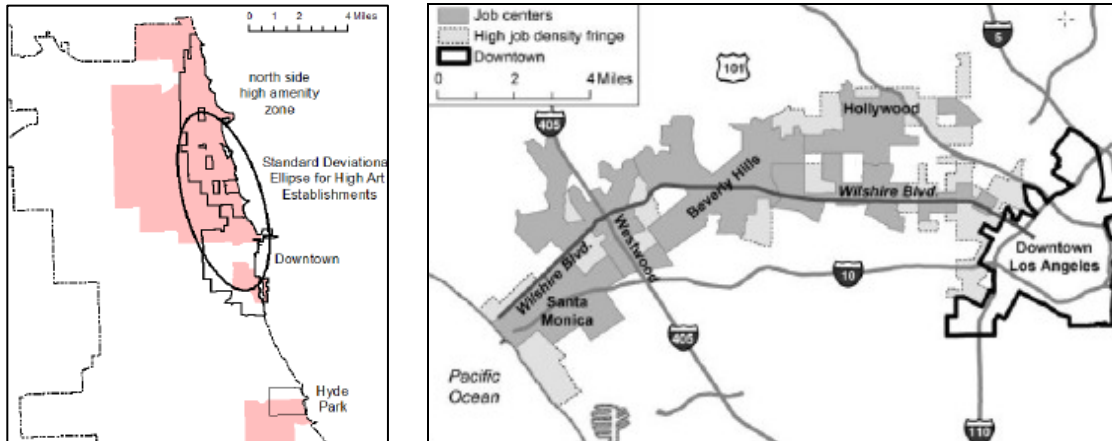 0 2 4 Miles
north side
high amenity
zone
Standard Deviationa
Ellipse for High Art
Establishments
Downtown
Hyde
Park
Job centers
High job density fringe
Downtown
0 2 4 Miles
5
101
405
Hollywood
Beverly Hills
Wilshire Blvd.
Westwood
Wilshire Blvd.
Downtown
Los Angeles
10
Santa
Monica
405
Pacific
Ocean
110